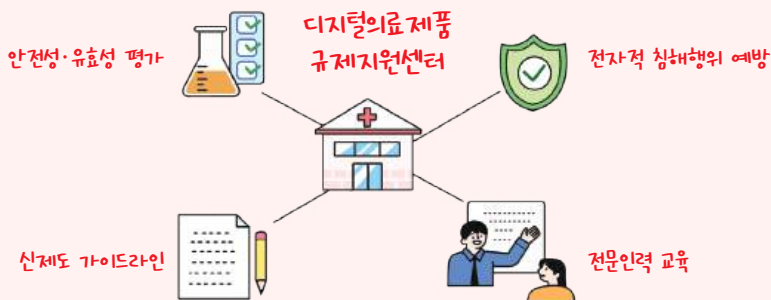 디지털의료제품
규제지원센터
안전성·유효성 평가
전자적 침해행위 예방
신제도 가이드라인
전문인력 교육